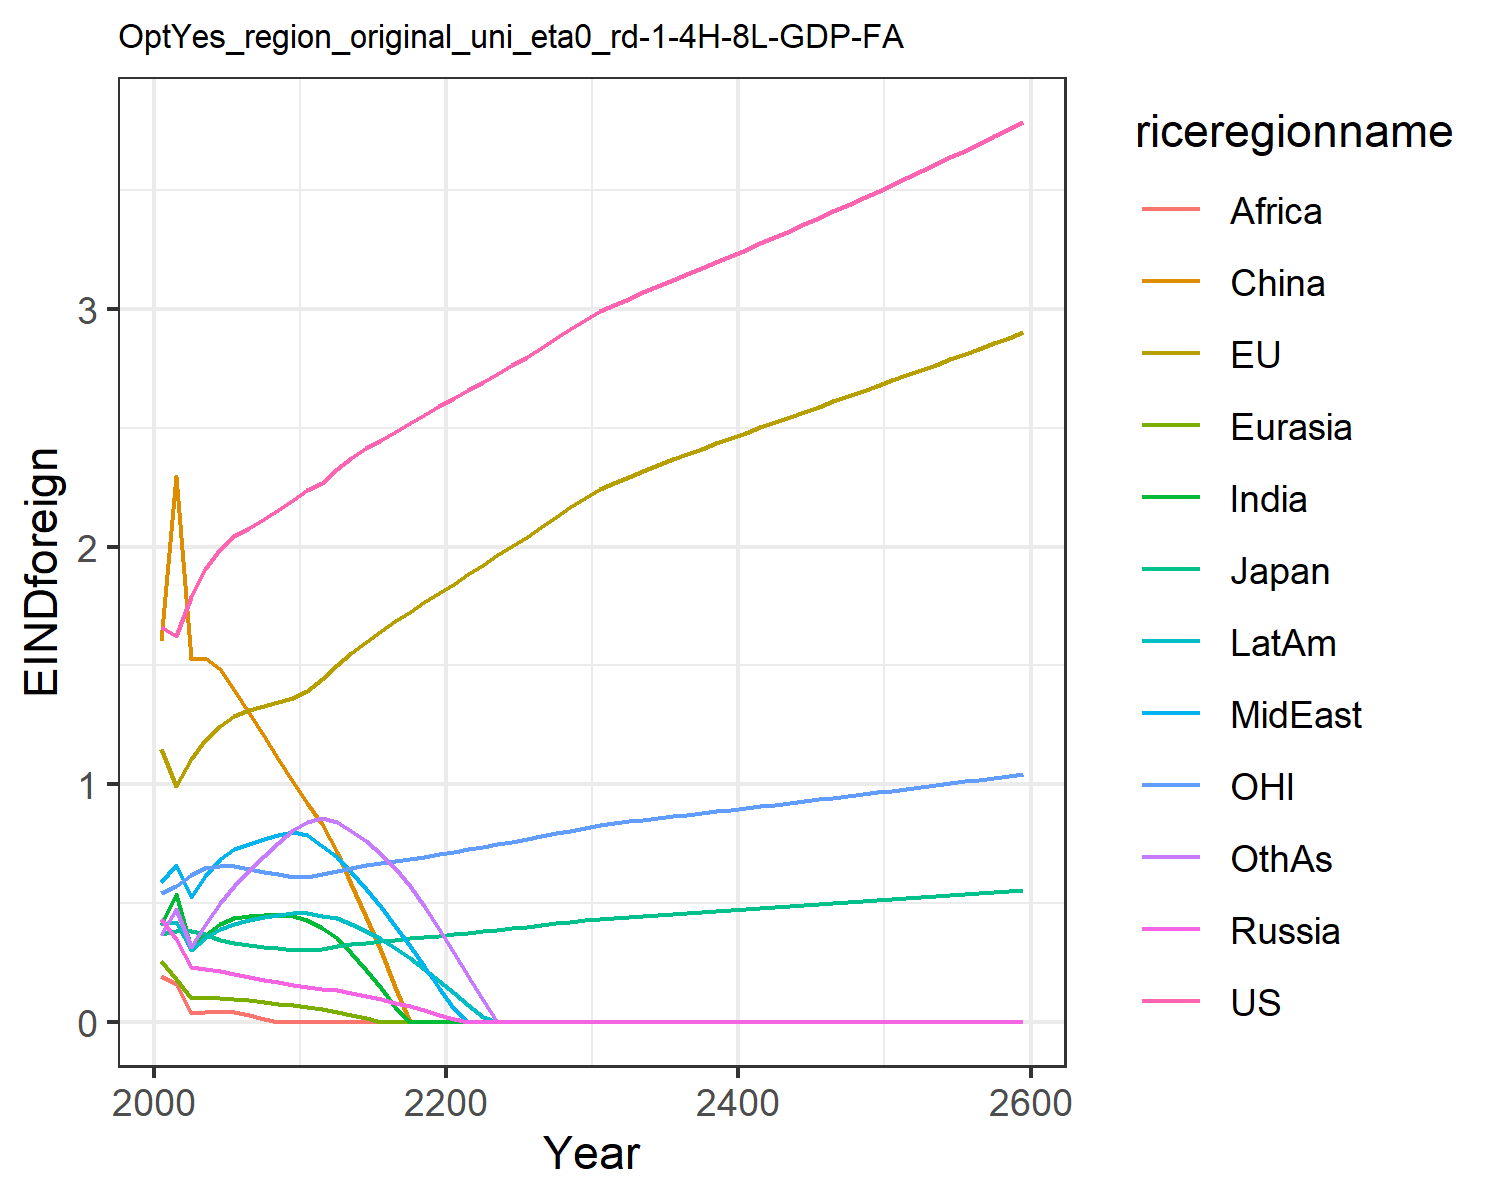 OptYes_region_original_uni_eta0_rd-1-4H-8L-GDP-FA
EINDforeign
3
2
1
0
2000 2200 2400 2600
Year
riceregionname
Africa
China
EU
Eurasia
India
Japan
LatAm
MidEast
OHI
OthAs
Russia
US